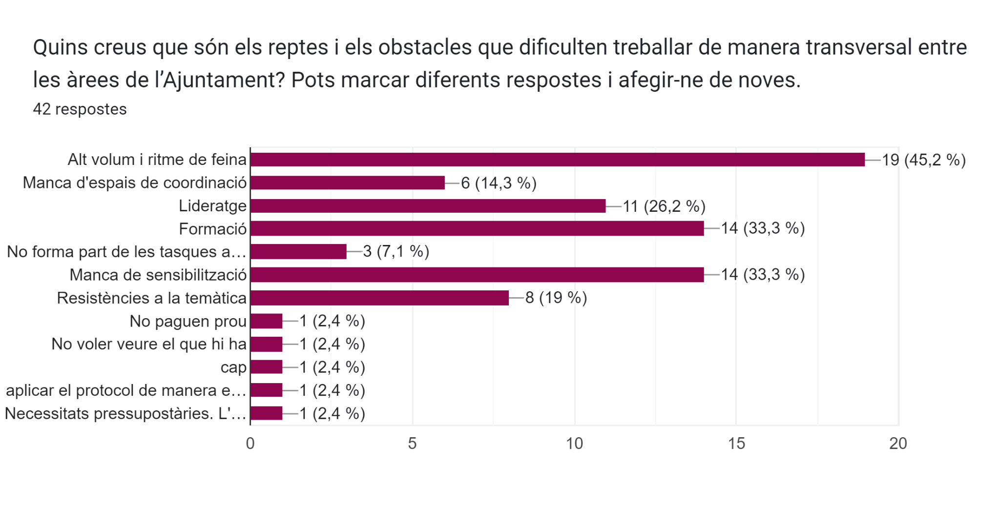 Quins creus que són els reptes i els obstacles que dificulten treballar de manera transversal entre
les àrees de l’Ajuntament? Pots marcar diferents respostes i afegir-ne de noves.
42 respostes
Alt volum i ritme de feina 19 (45,2 %)
Manca d'espais de coordinació 6 (14,3 %)
Lideratge 11 (26,2 %)
Formació 14 (33,3 %)
No forma part de les tasques a… 3 (7,1 %)
Manca de sensibilització 14 (33,3 %)
Resistències a la temàtica 8 (19 %)
No paguen prou 1 (2,4 %)
No voler veure el que hi ha 1 (2,4 %)
cap 1 (2,4 %)
aplicar el protocol de manera e… 1 (2,4 %)
Necessitats pressupostàries. L'… 1 (2,4 %)
0 5 10 15 20